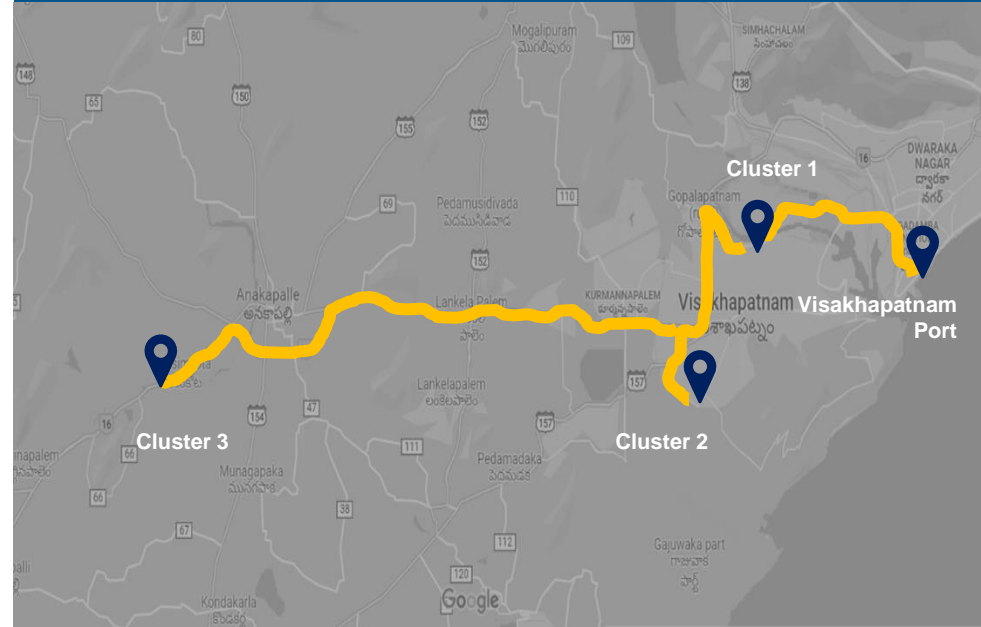 Mogalipuram
మొగలిపురం
SIMHACHALAM
సింహాచలం
80
109
148
138
150
65
152
155
DWARAKA
NAGAR
ద్వారకా
నగర్
16
Cluster 1
110
69
Gopalapatnam
Pedamusidivada
పెదముసిడివాడ
152
Anakapalle
అనకాపల్లి
Lankela Palem
పాలెం
KURMANNAPALEM
కూర్మన్నపాలెం
Visakhapatnam
Visakhapatnam
Port
157
Lankelapalem
లంకెలపాలెం
16
154
47
157
Cluster 3
Cluster 2
66
111
Munagapaka
మునగపాక
Pedamadaka
పెదమడక
66
38
67
112
Gajuwaka part
గాజువాక
పార్ట్
120
Kondakarla
కొండకర్ల
Google